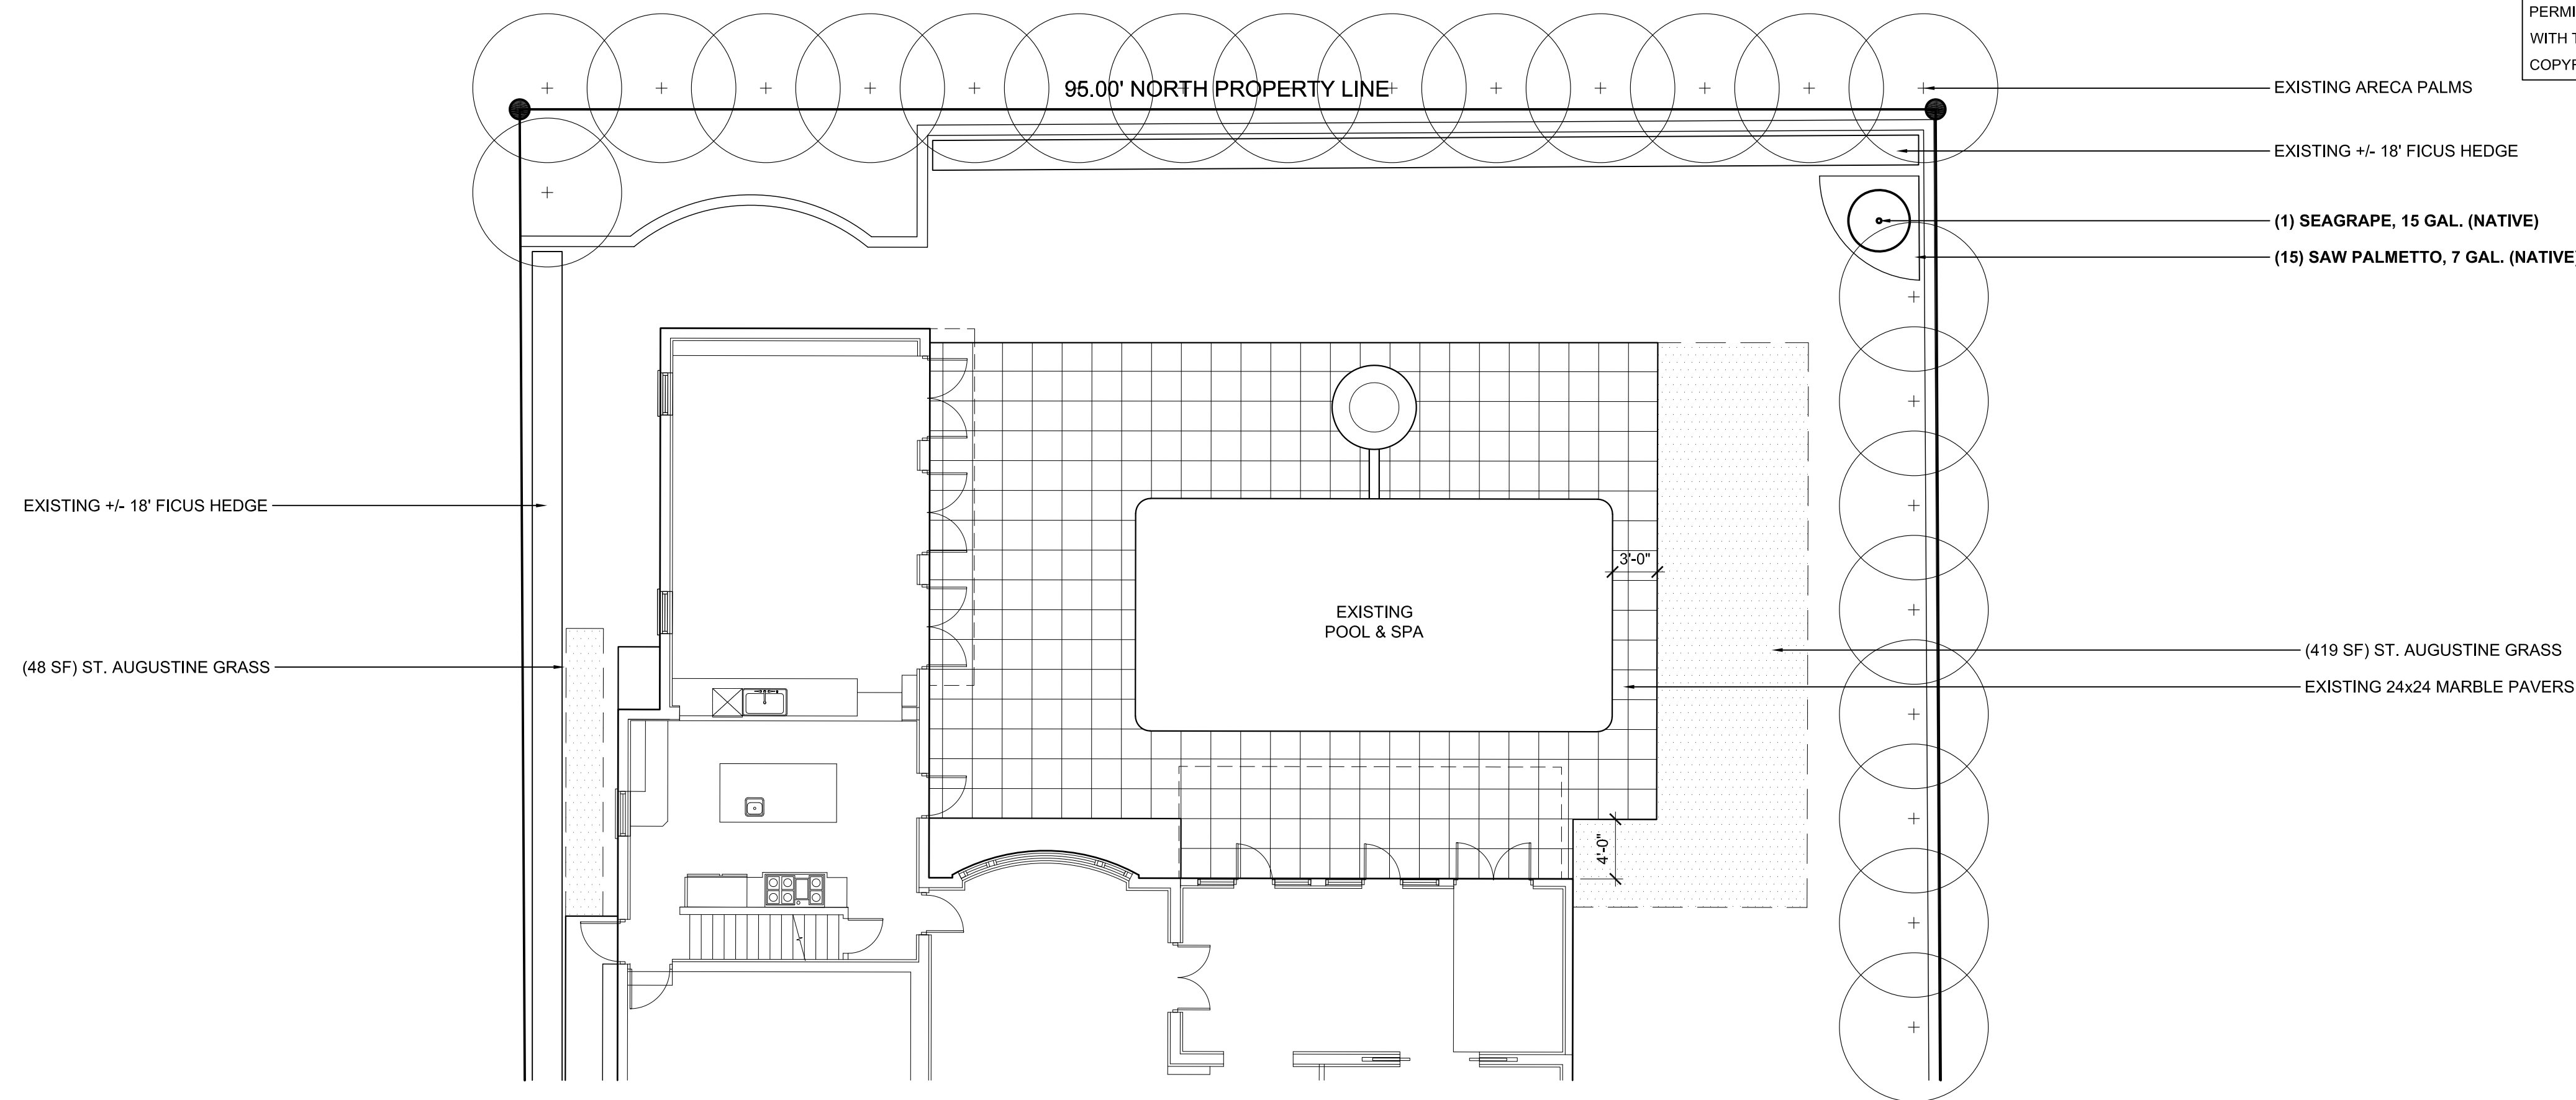 WITH T
95.00' NORTH PROPERTY LINE
EXISTING ARECA PALMS
EXISTING +/- 18' FICUS HEDGE
(1) SEAGRAPE, 15 GAL. (NATIVE)
(15) SAW PALMETTO, 7 GAL. (NATIVE
EXISTING +/- 18' FICUS HEDGE
3'-0"
EXISTING
POOL & SPA
(48 SF) ST. AUGUSTINE GRASS
(419 SF) ST. AUGUSTINE GRASS
EXISTING 24x24 MARBLE PAVERS
4'-0"